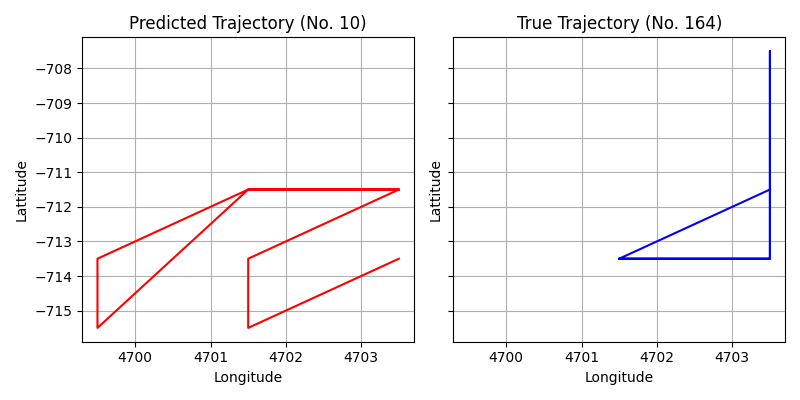 Predicted Trajectory (No. 10)
True Trajectory (No. 164)
Lattitude
−708
−709
−710
−711
−712
−713
−714
−715
4700
4701
4702
4703
Longitude
Lattitude
4700
4701
4702
4703
Longitude